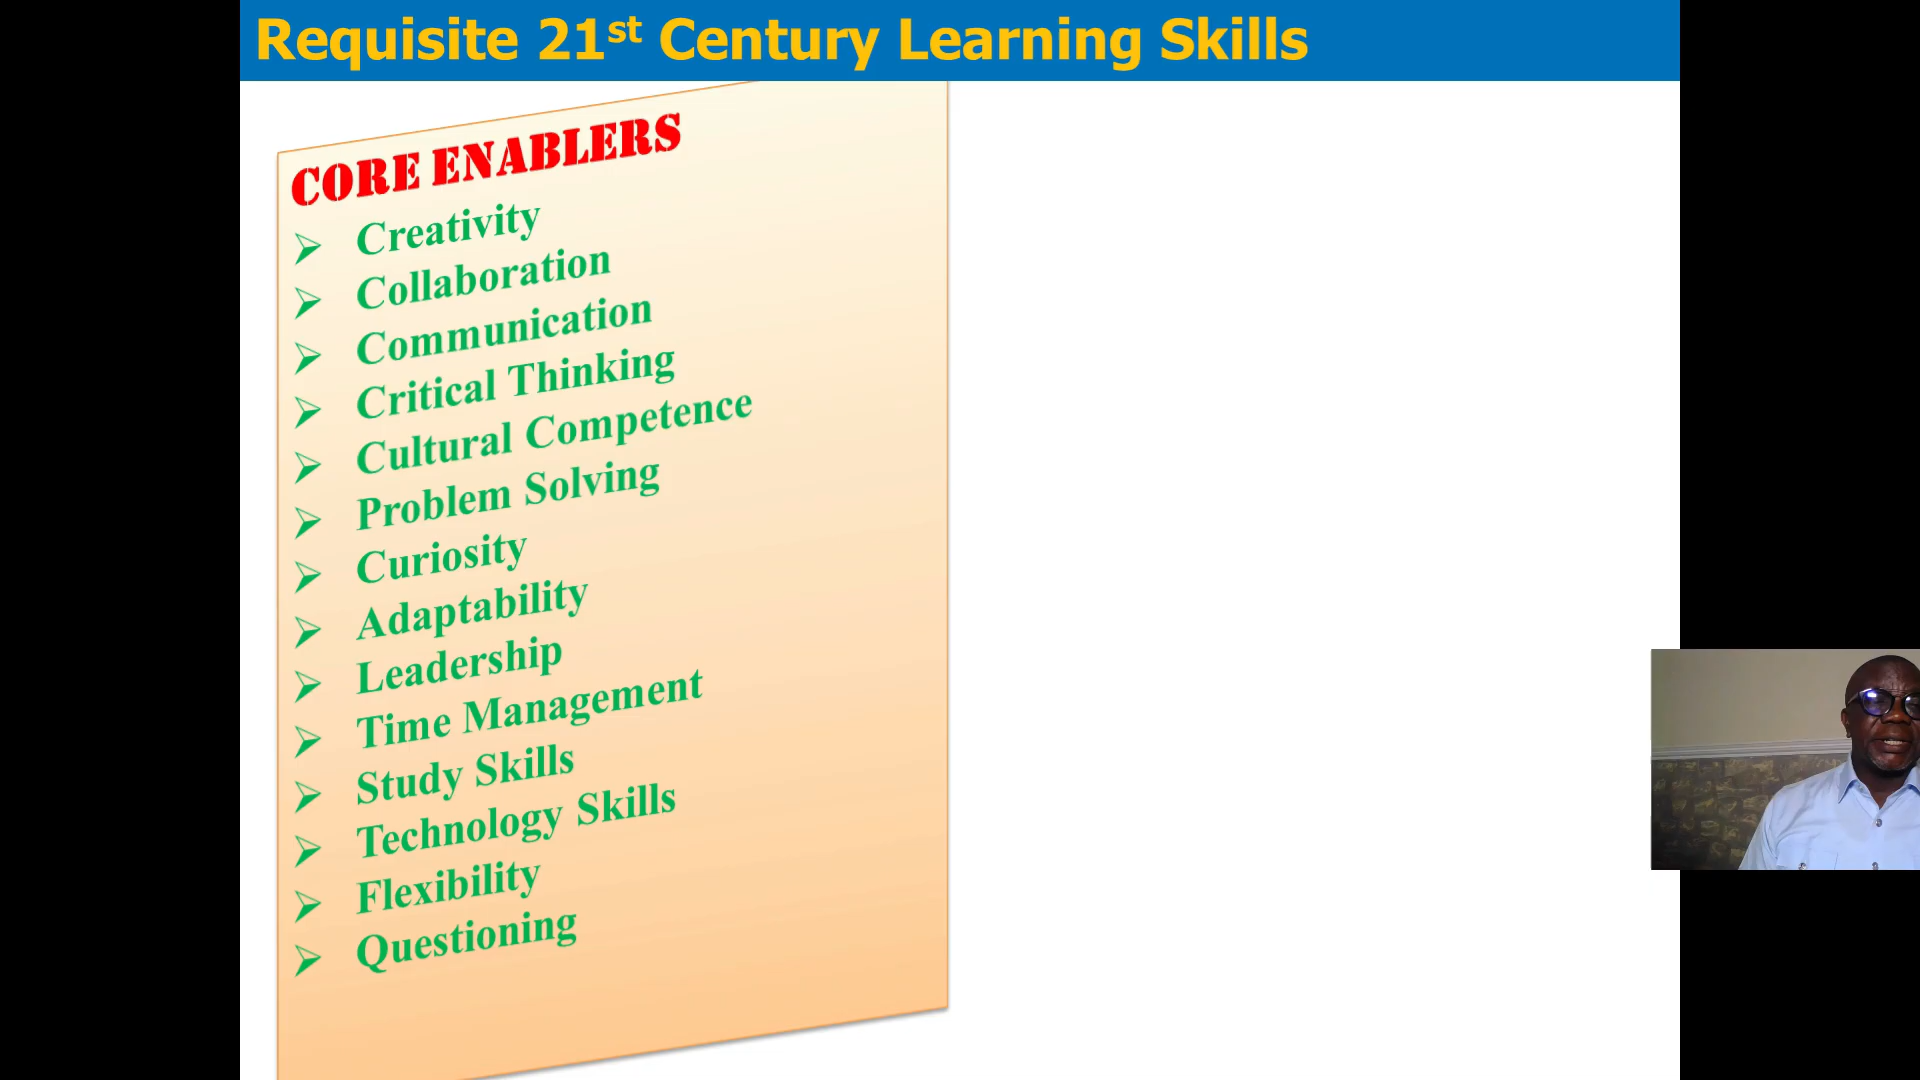 Requisite 21st Century Learning Skills
CORE ENABLERS
Creativity
Collaboration
Communication
Critical Thinking
Cultural Competence
Problem Solving
Curiosity
Adaptability
Leadership
Time Management
Study Skills
Technology Skills
Flexibility
Questioning